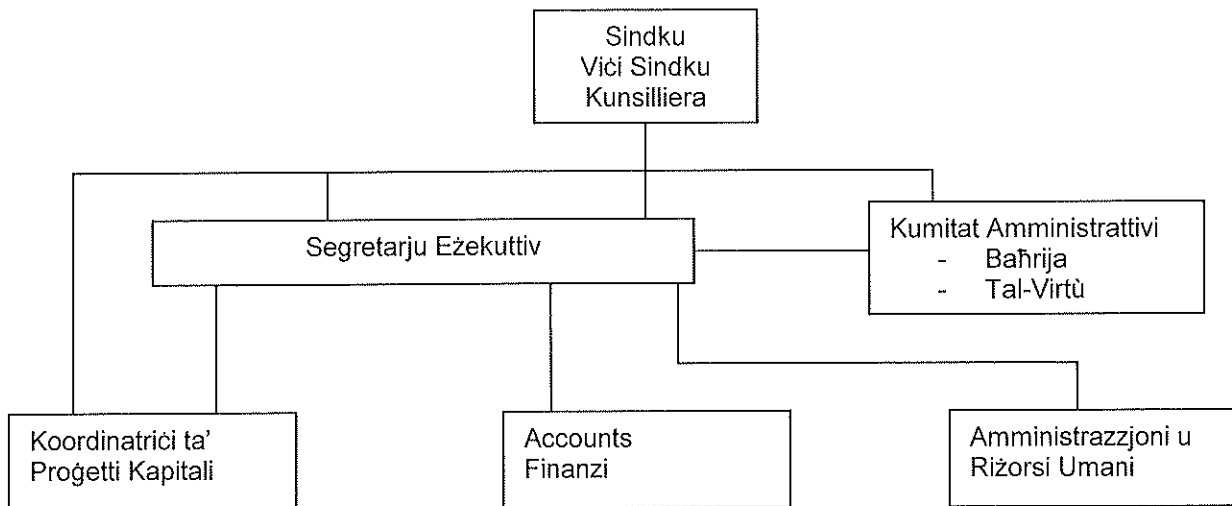 Sindku
Viċi Sindku
Kunsilliera
Segretarju Eżekuttiv
Kumitat Amministrattivi
- Baħrija
- Tal-Virtù
Koordinatriċi ta'
Proġetti Kapitali
Accounts
Finanzi
Amministrazzjoni u
Riżorsi Umani